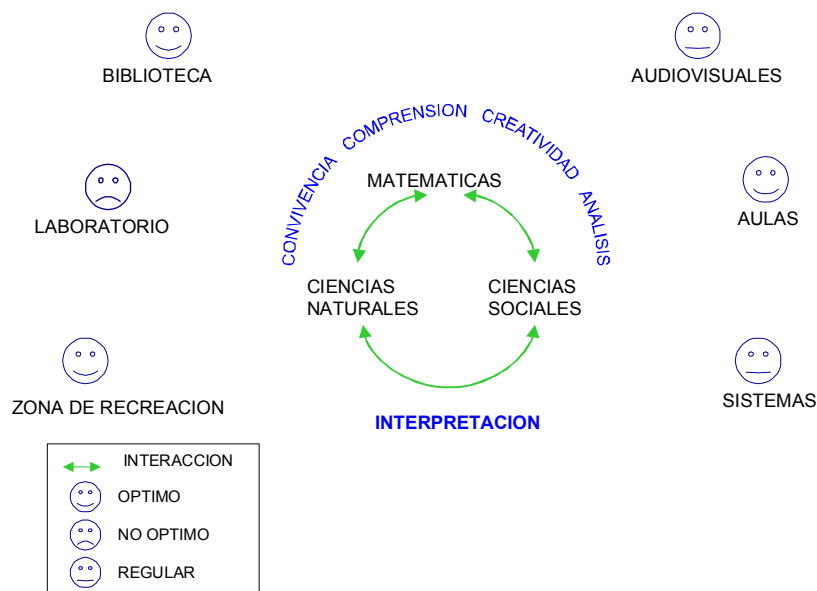 BIBLIOTECA
AUDIOVISUALES
CONVIVENCIA COMPRENSION CREATIVIDAD ANALISIS
MATEMATICAS
LABORATORIO
AULAS
CIENCIAS
NATURALES
CIENCIAS
SOCIALES
ZONA DE RECREACION
SISTEMAS
INTERPRETACION
INTERACCION
OPTIMO
NO OPTIMO
REGULAR